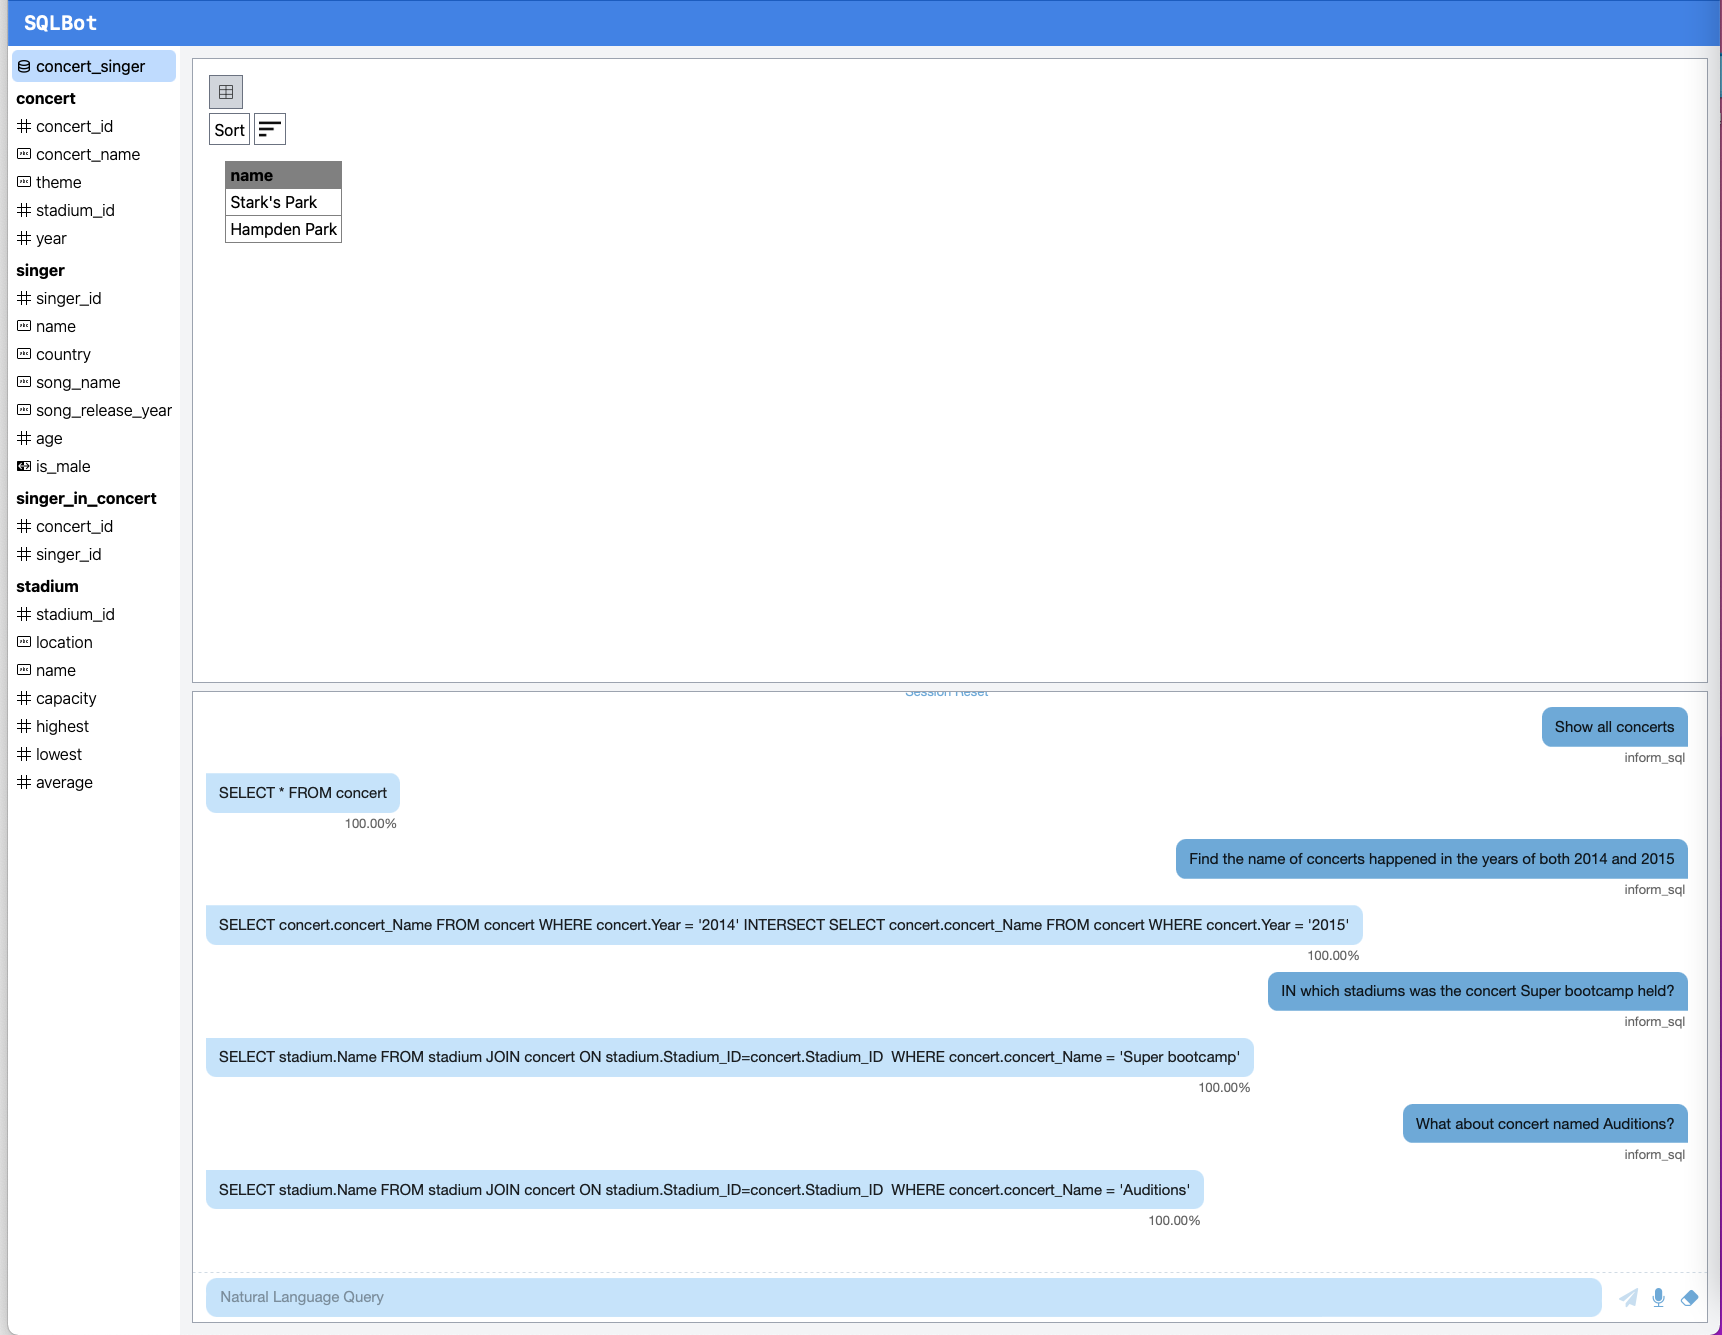 SQLBot
concert_singer
concert
concert_id
concert_name
theme
stadium_id
year
singer
singer_id
name
country
song_name
song_release_year
age
is_male
singer_in_concert
concert_id
singer_id
stadium
stadium_id
location
name
capacity
highest
lowest
average
Sort
name
Stark's Park
Hampden Park
Session Reset
Show all concerts
inform_sql
SELECT * FROM concert
100.00%
Find the name of concerts happened in the years of both 2014 and 2015
inform_sql
SELECT concert.concert_Name FROM concert WHERE concert.Year = '2014' INTERSECT SELECT concert.concert_Name FROM concert WHERE concert.Year = '2015'
100.00%
IN which stadiums was the concert Super bootcamp held?
inform_sql
SELECT stadium.Name FROM stadium JOIN concert ON stadium.Stadium_ID=concert.Stadium_ID  WHERE concert.concert_Name = 'Super bootcamp'
100.00%
What about concert named Auditions?
inform_sql
SELECT stadium.Name FROM stadium JOIN concert ON stadium.Stadium_ID=concert.Stadium_ID  WHERE concert.concert_Name = 'Auditions'
100.00%
Natural Language Query